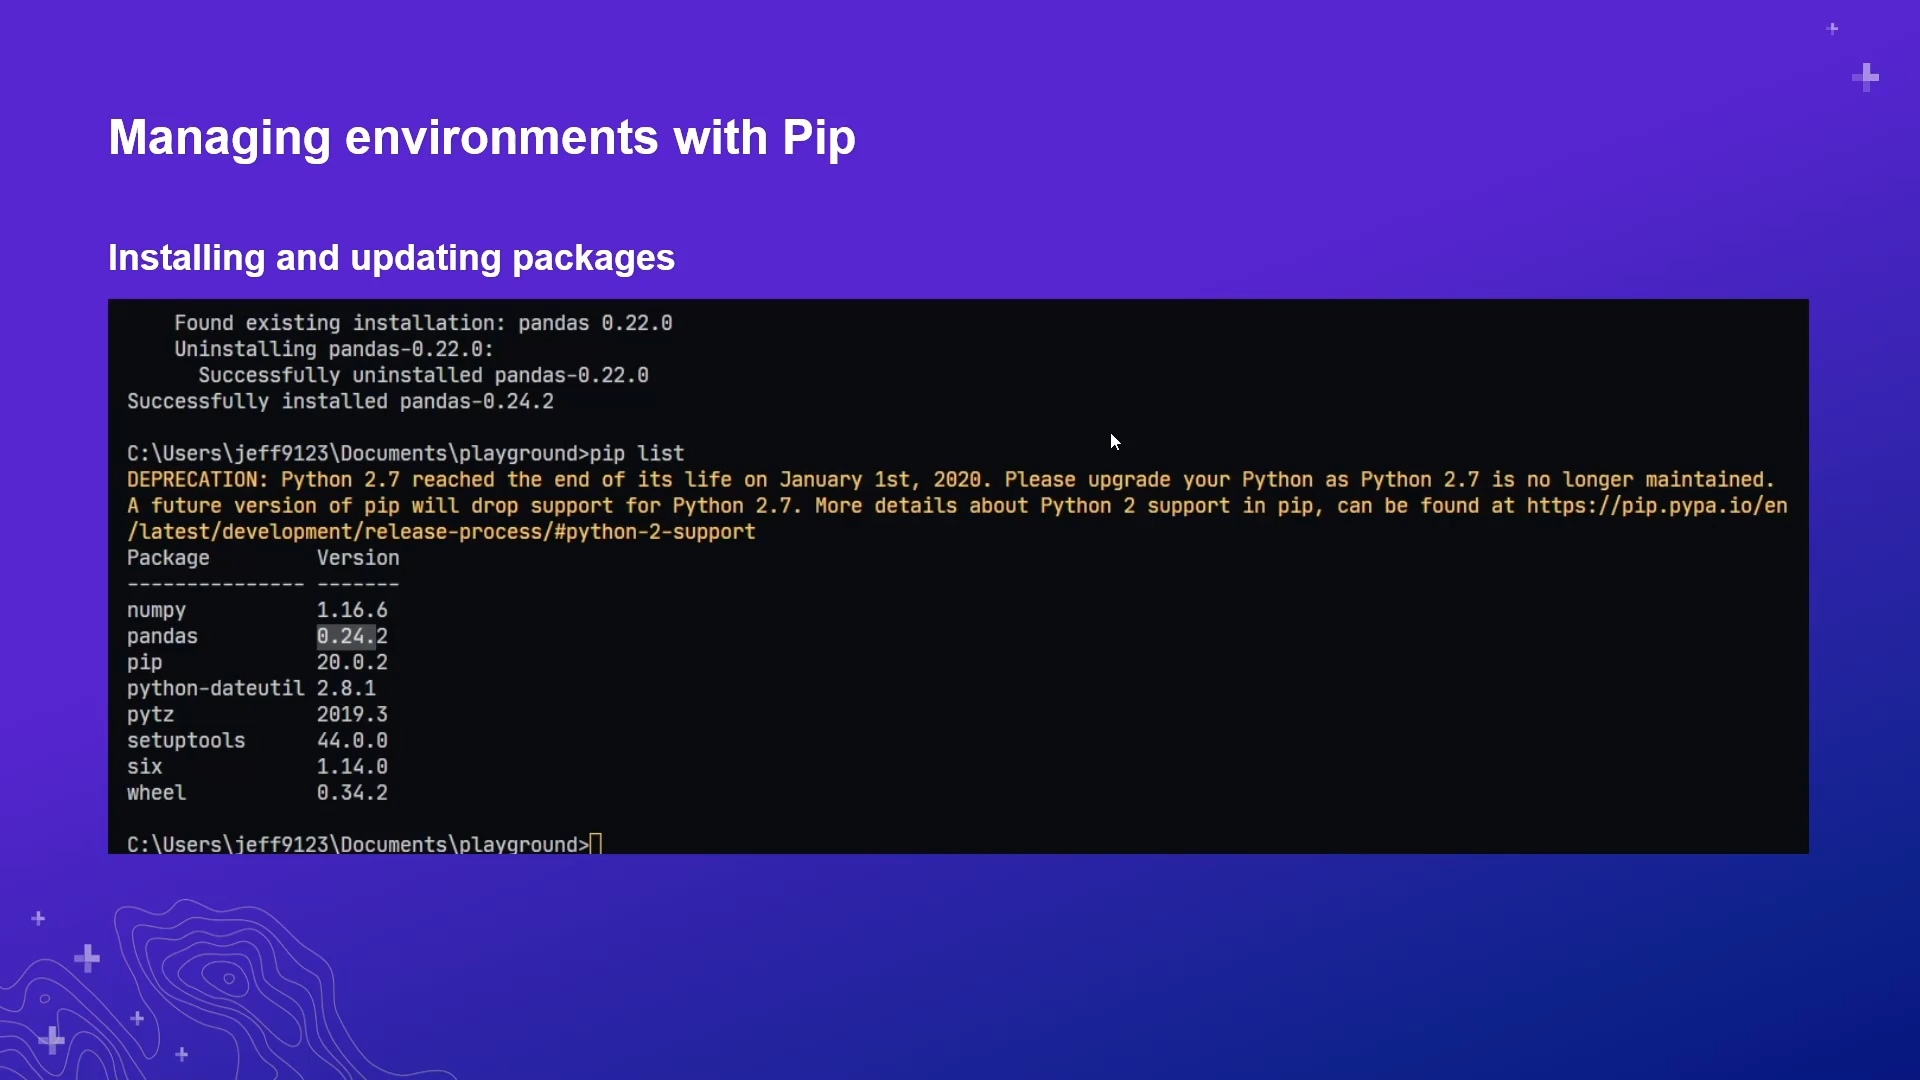 Managing environments with Pip
Installing and updating packages
Found existing installation: pandas 0.22.0
Uninstalling pandas-0.22.0:
Successfully uninstalled pandas-0.22.0
Successfully installed pandas-0.24.2
C:\Users\jeff9123\Documents\playground>pip list
DEPRECATION: Python 2.7 reached the end of its life on January 1st, 2020. Please upgrade your Python as Python 2.7 is no longer maintained.
A future version of pip will drop support for Python 2.7. More details about Python 2 support in pip, can be found at https://pip.pypa.io/en
/latest/development/release-process/#python-2-support
Package Version
--------------- -------
numpy 1.16.6
pandas 0.24.2
pip 20.0.2
python-dateutil 2.8.1
pytz 2019.3
setuptools 44.0.0
six 1.14.0
wheel 0.34.2
C:\Users\jeff9123\Documents\playground>